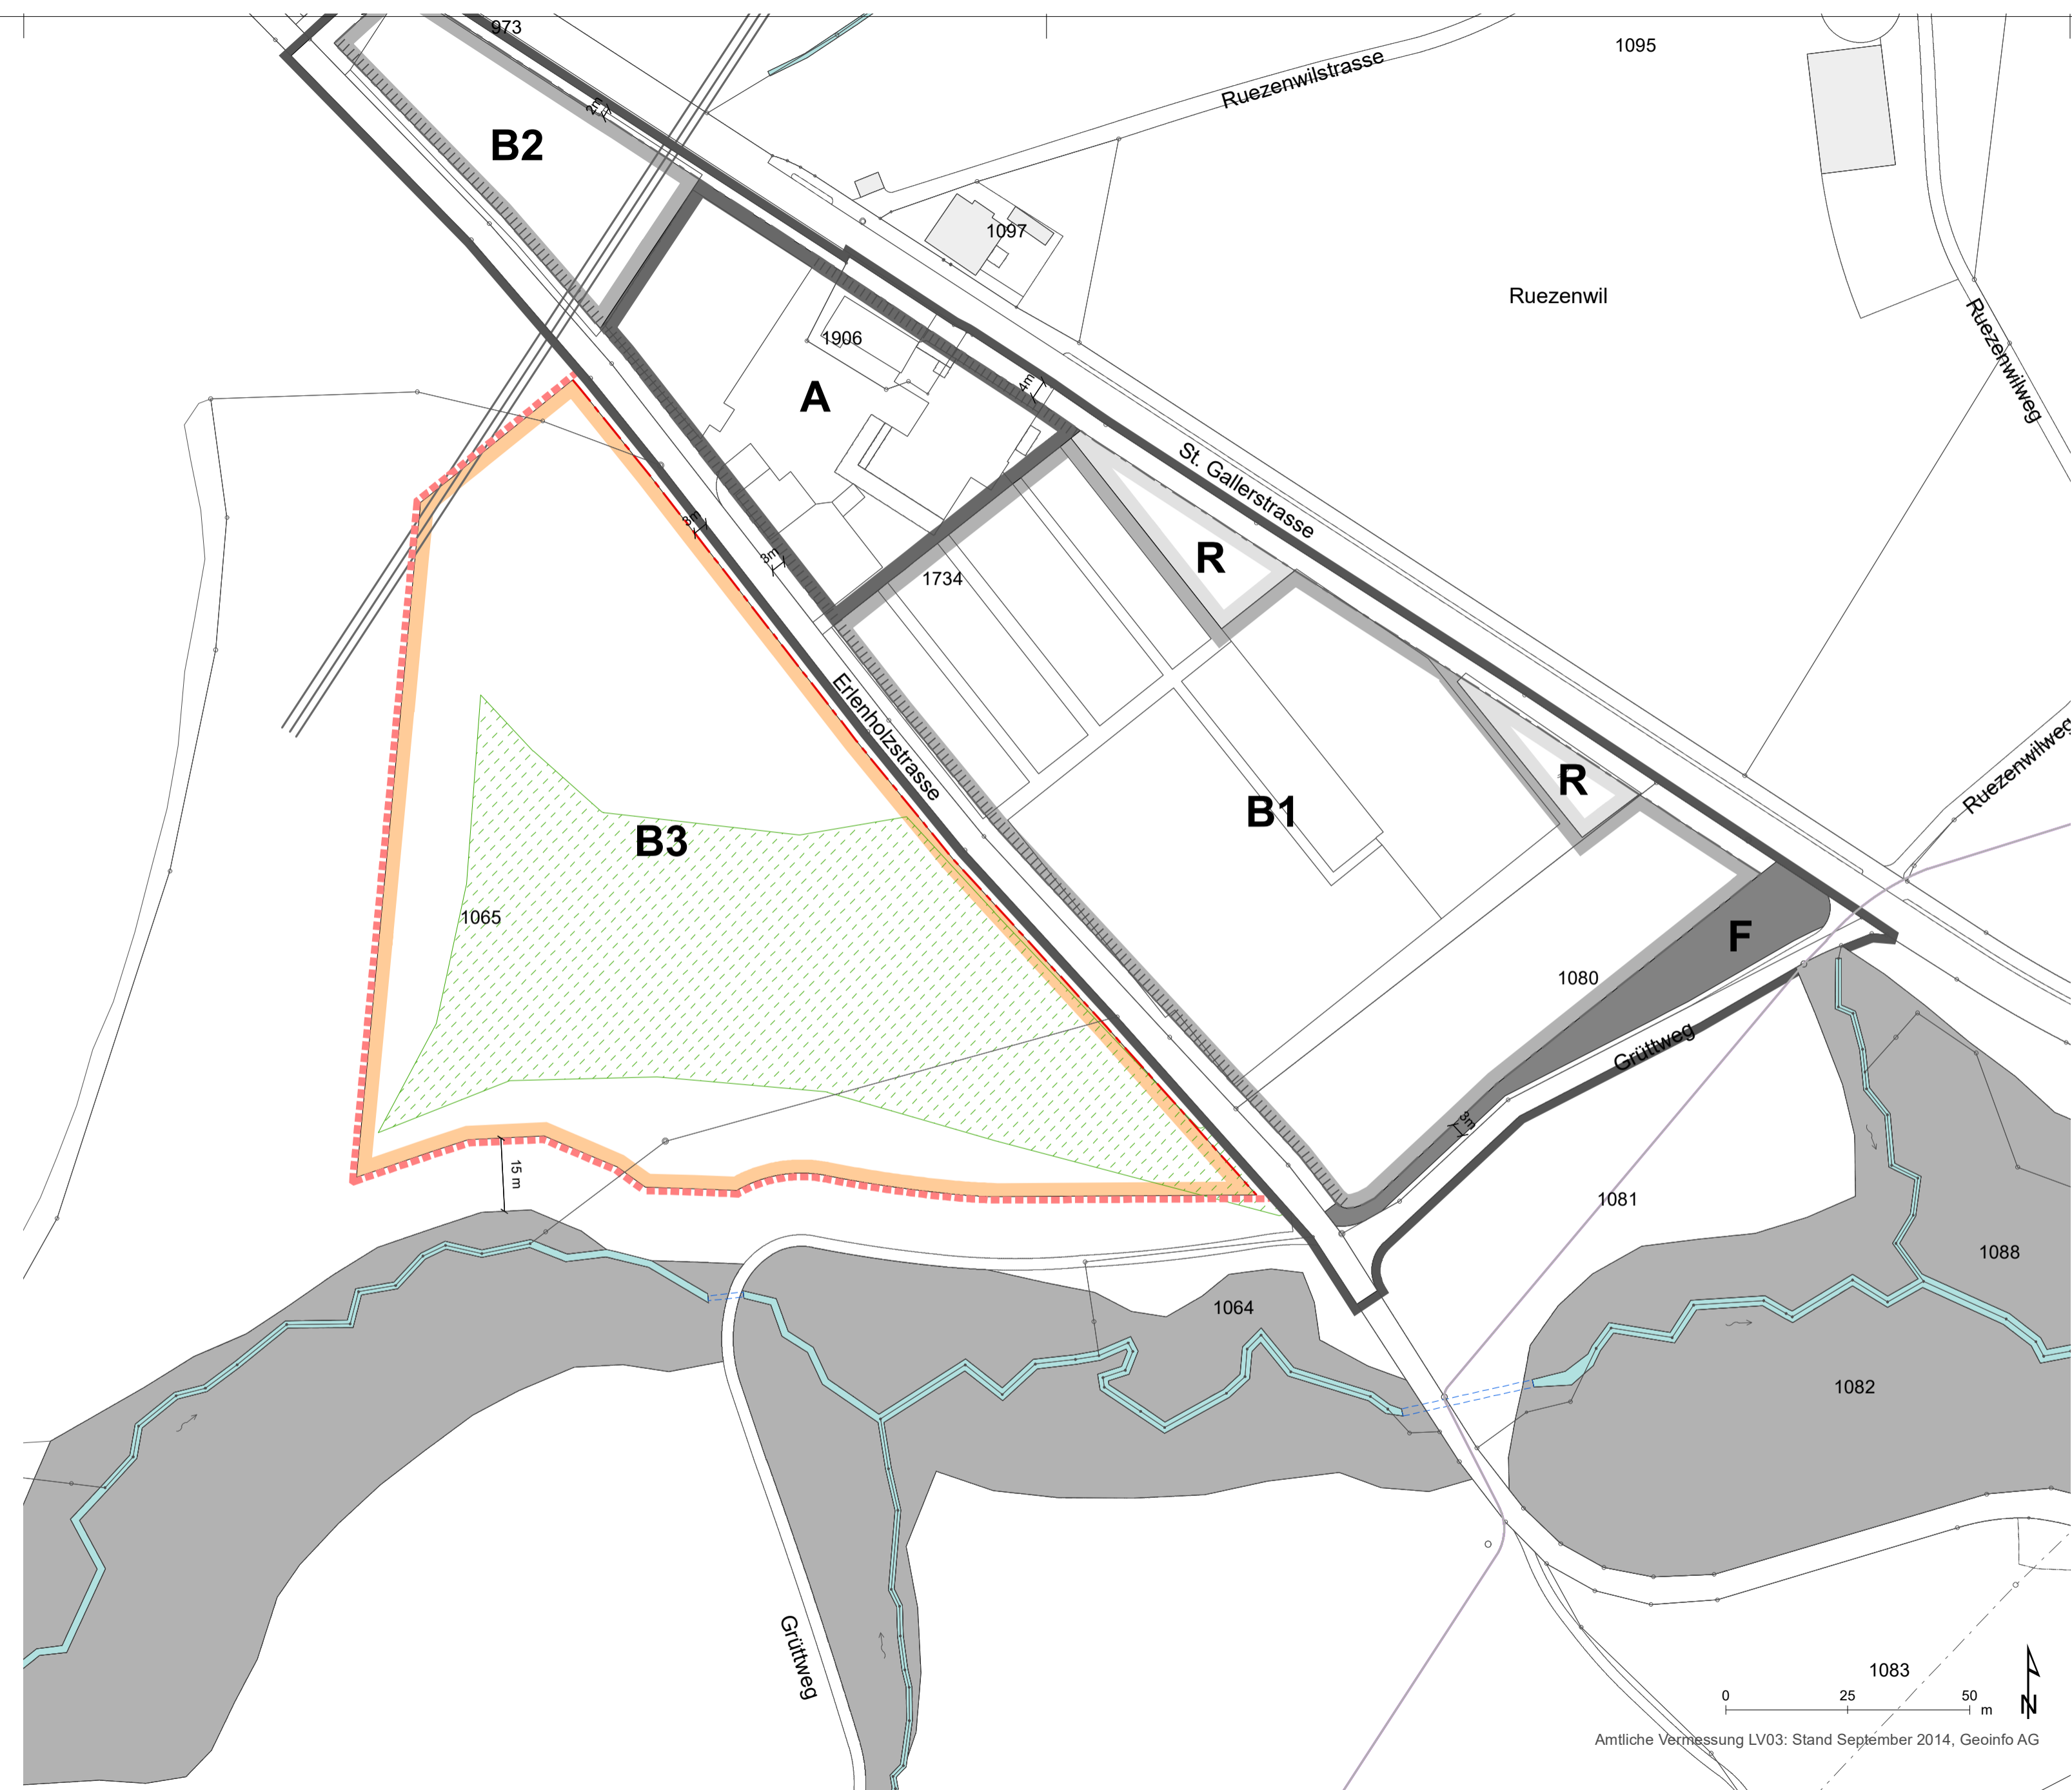 973
1095
Ruezenwilstrasse
2m
B2
1097
Ruezenwil
Ruezenwilweg
1906
A
4m
St. Gallerstrasse
3m
3m
R
1734
Erlenholzstrasse
R
Ruezenwilweg
B1
B3
1065
F
1080
Grüttweg
3m
15 m
1081
1088
1064
1082
Grüttweg
1083
0 25 50 m
N
Amtliche Vermessung LV03: Stand September 2014, Geoinfo AG